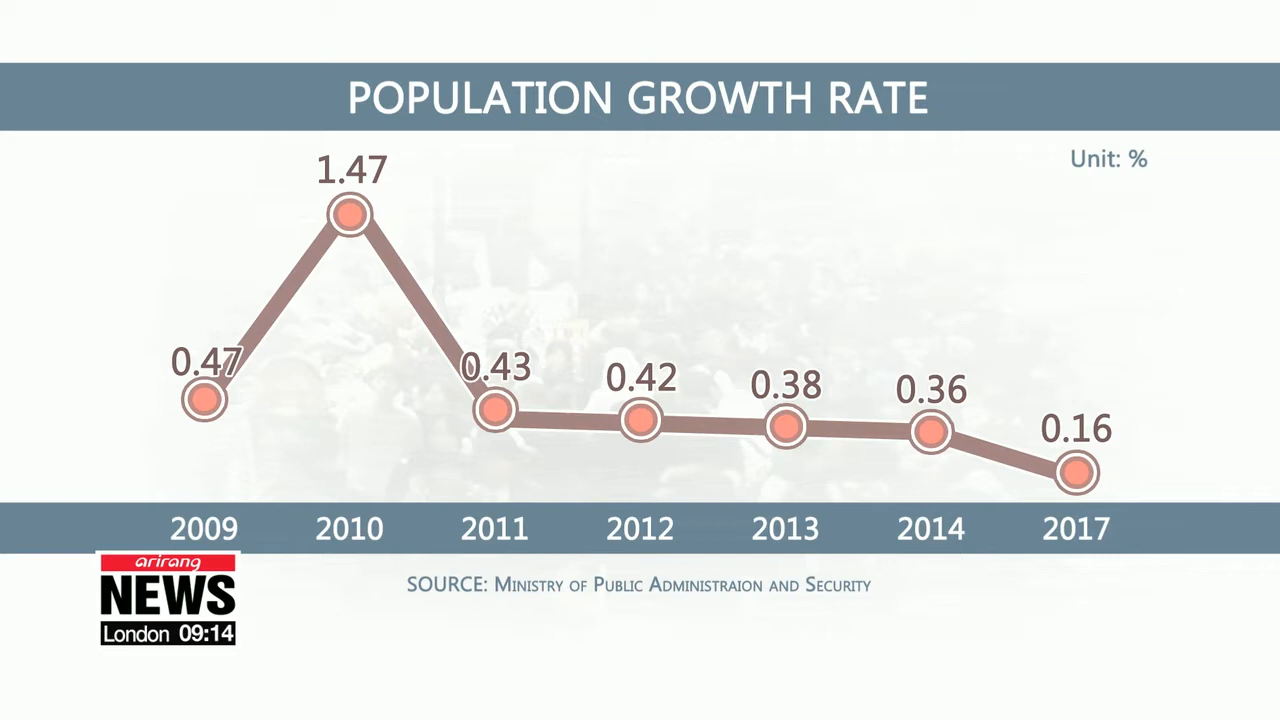 POPULATION GROWTH RATE
Unit: %
1.47
0.47
0.43
0.42
0.38
0.36
0.16
2009 2010 2011 2012 2013 2014 2017
SOURCE: MINISTRY OF PUBLIC ADMINISTRAION AND SECURITY
arirang
NEWS
London 09:14